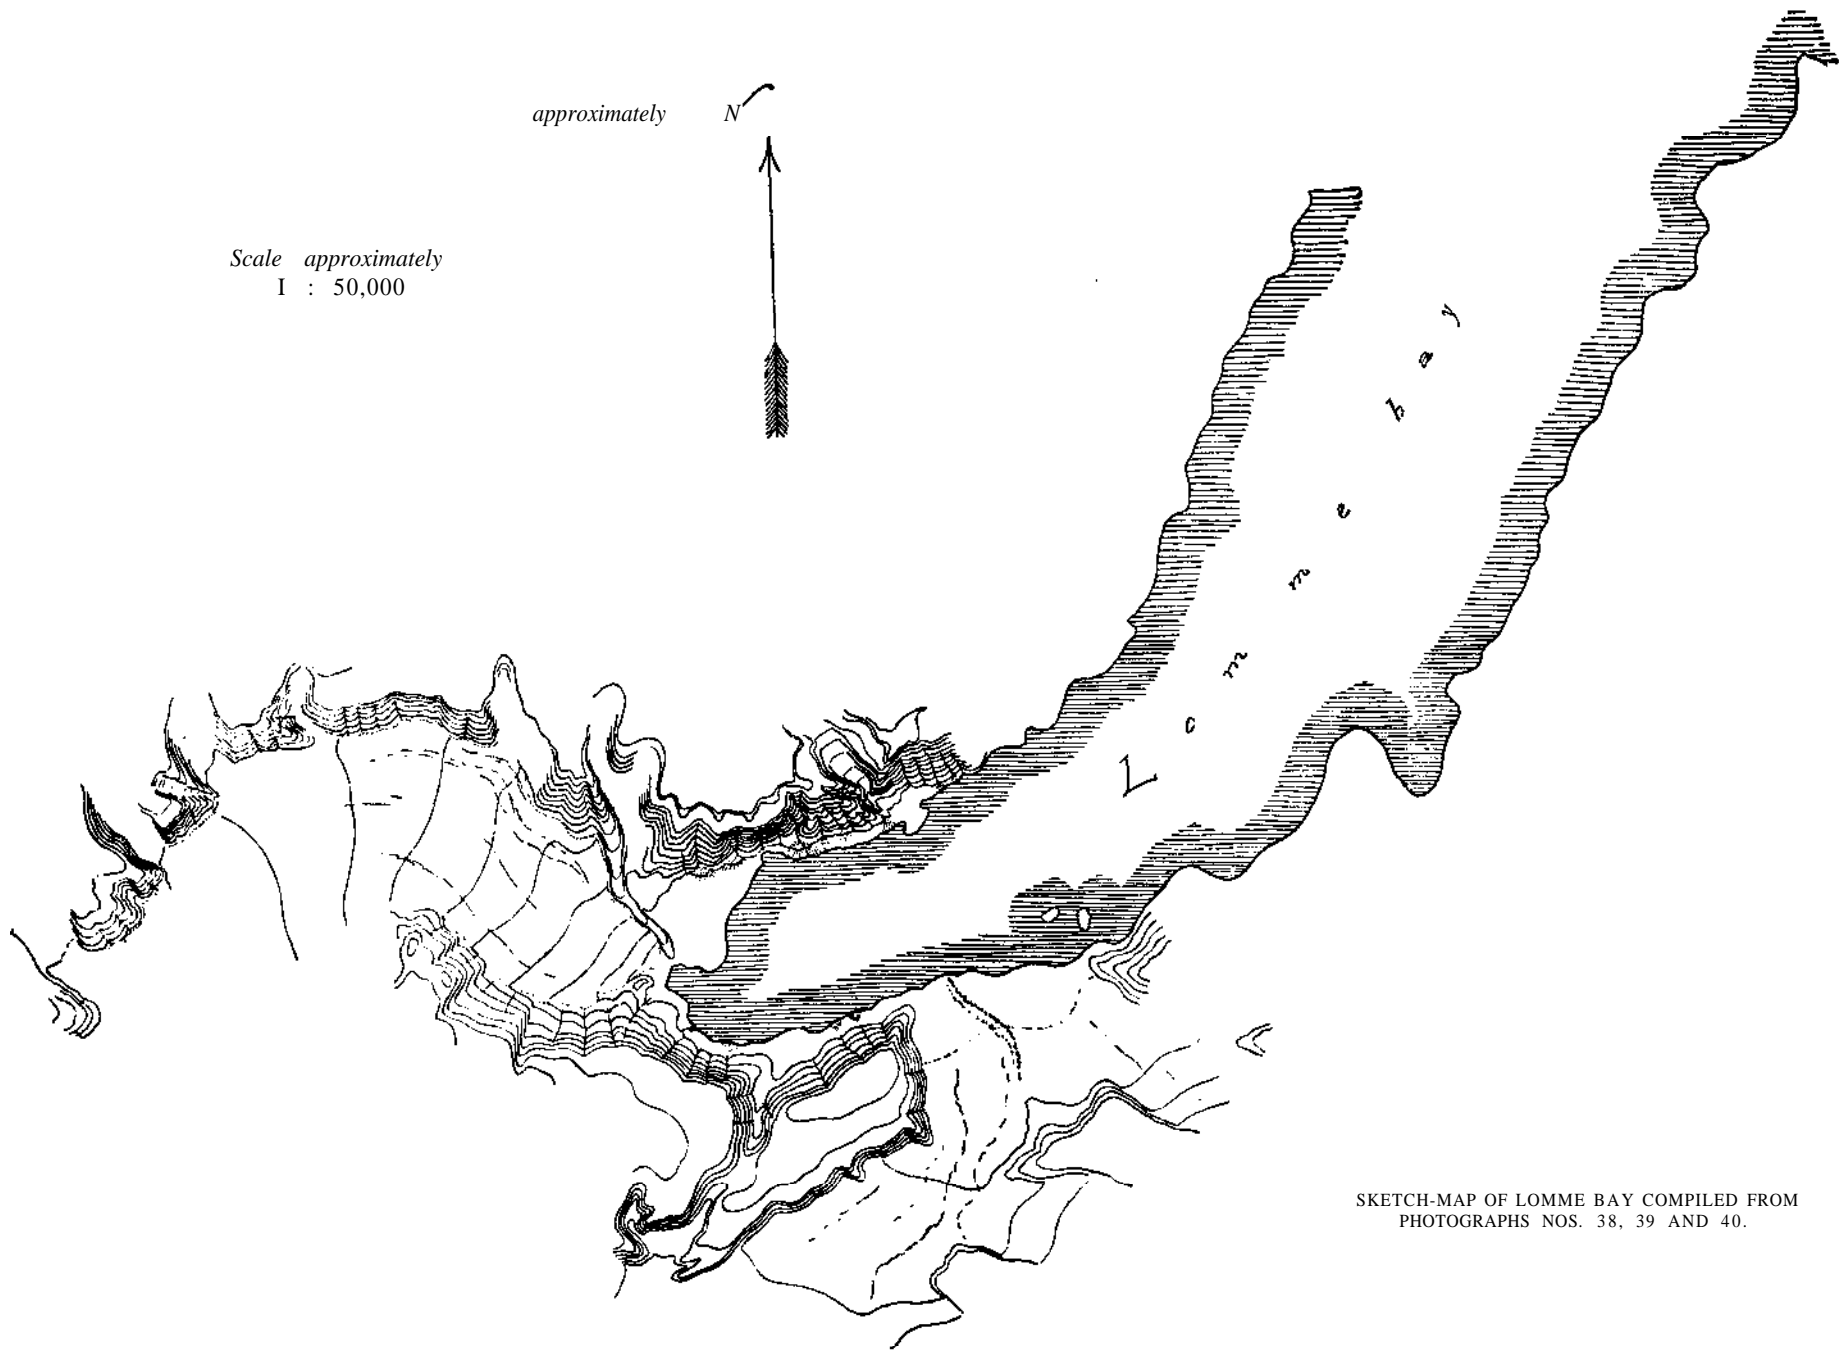 approximately N
Scale approximately
I : 50,000
Lomme bay
SKETCH-MAP OF LOMME BAY COMPILED FROM
PHOTOGRAPHS NOS. 38, 39 AND 40.